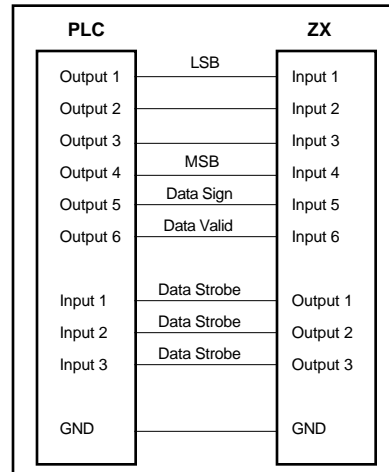 PLC ZX
Output 1 LSB Input 1
Output 2 Input 2
Output 3 Input 3
Output 4 MSB Input 4
Output 5 Data Sign Input 5
Output 6 Data Valid Input 6
Input 1 Data Strobe Output 1
Input 2 Data Strobe Output 2
Input 3 Data Strobe Output 3
GND GND